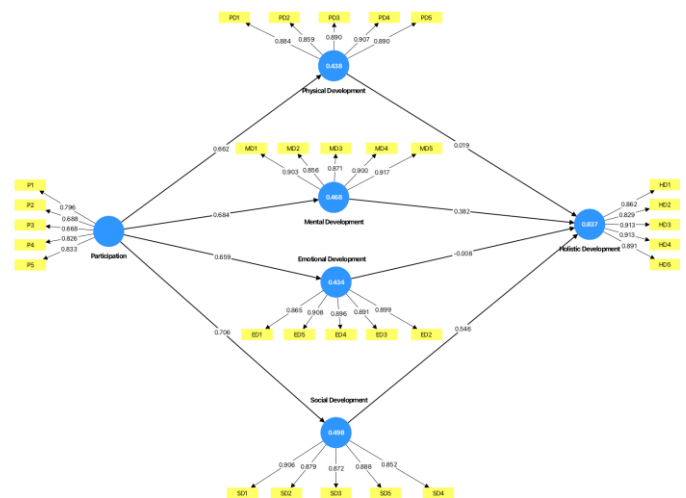 PD1 PD2 PD3 PD4 PD5
0.884 0.859 0.890 0.907 0.890
0.438
Physical Development
0.662 0.019
MD1 MD2 MD3 MD4 MD5
0.903 0.856 0.871 0.900 0.917
0.468
Mental Development
0.684 0.382
P1
P2
P3
P4
P5
0.796
0.688
0.668
0.826
0.833
Participation
HD1
HD2
HD3
HD4
HD5
0.862
0.829
0.913
0.913
0.891
0.837
Holistic Development
Emotional Development
0.659 -0.008
0.434
0.865 0.908 0.896 0.891 0.899
ED1 ED5 ED4 ED3 ED2
0.706 0.546
Social Development
0.498
0.906 0.879 0.872 0.888 0.852
SD1 SD2 SD3 SD5 SD4